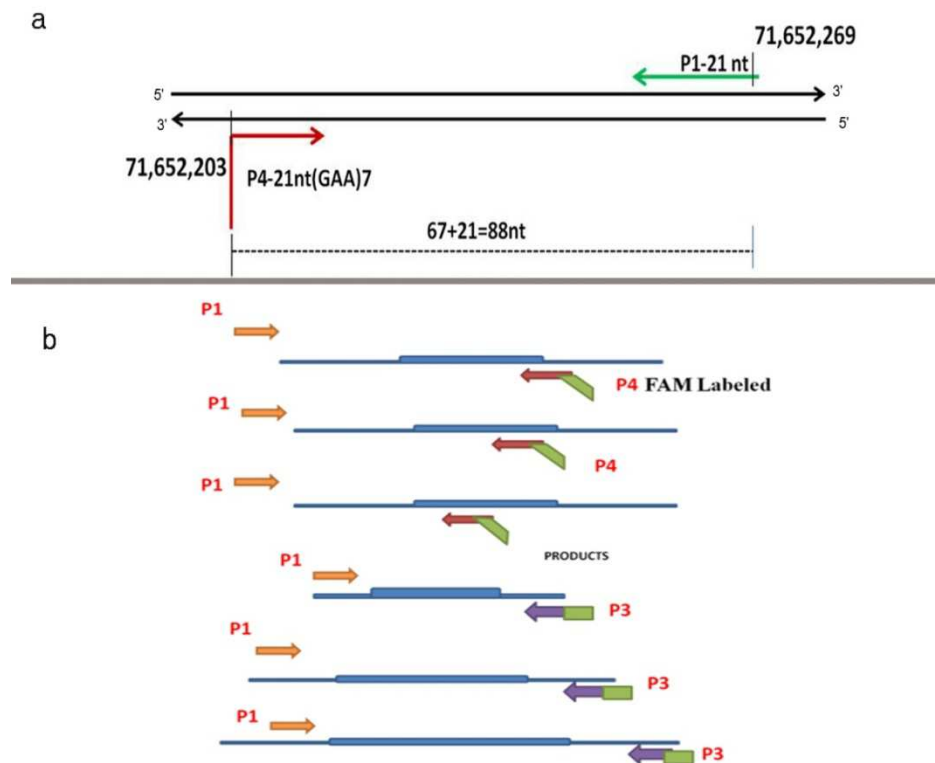 a
71,652,269
P1-21 nt
5'
3'
3'
5'
71,652,203
P4-21nt(GAA)7
67+21=88nt
b
P1
P4 FAM Labeled
P1
P4
P1
PRODUCTS
P1
P3
P1
P3
P1
P3